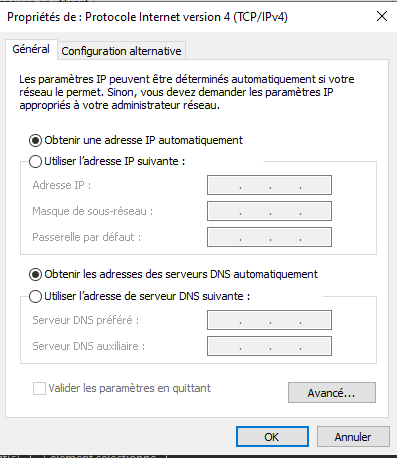 Propriétés de : Protocole Internet version 4 (TCP/IPv4)
Général
Configuration alternative
Les paramètres IP peuvent être déterminés automatiquement si votre
réseau le permet. Sinon, vous devez demander les paramètres IP
appropriés à votre administrateur réseau.
Obtenir une adresse IP automatiquement
Utiliser l'adresse IP suivante :
Adresse IP :
Masque de sous-réseau :
Passerelle par défaut :
Obtenir les adresses des serveurs DNS automatiquement
Utiliser l'adresse de serveur DNS suivante :
Serveur DNS préféré :
Serveur DNS auxiliaire :
Valider les paramètres en quittant
Avancé...
OK
Annuler